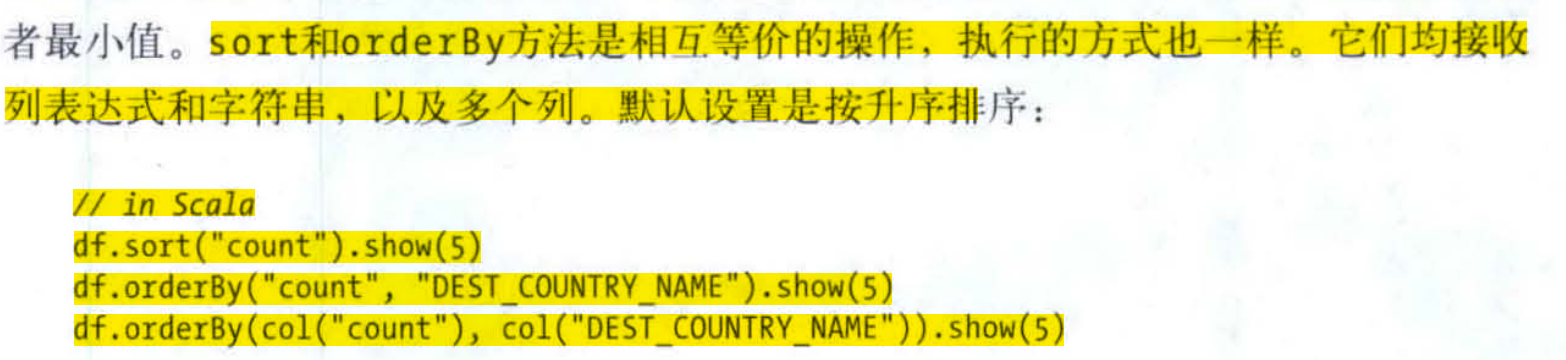 者最小值。sort和orderBy方法是相互等价的操作，执行的方式也一样。它们均接收
列表达式和字符串，以及多个列。默认设置是按升序排序：
// in Scala
df.sort("count").show(5)
df.orderBy("count", "DEST_COUNTRY_NAME").show(5)
df.orderBy(col("count"), col("DEST_COUNTRY_NAME")).show(5)